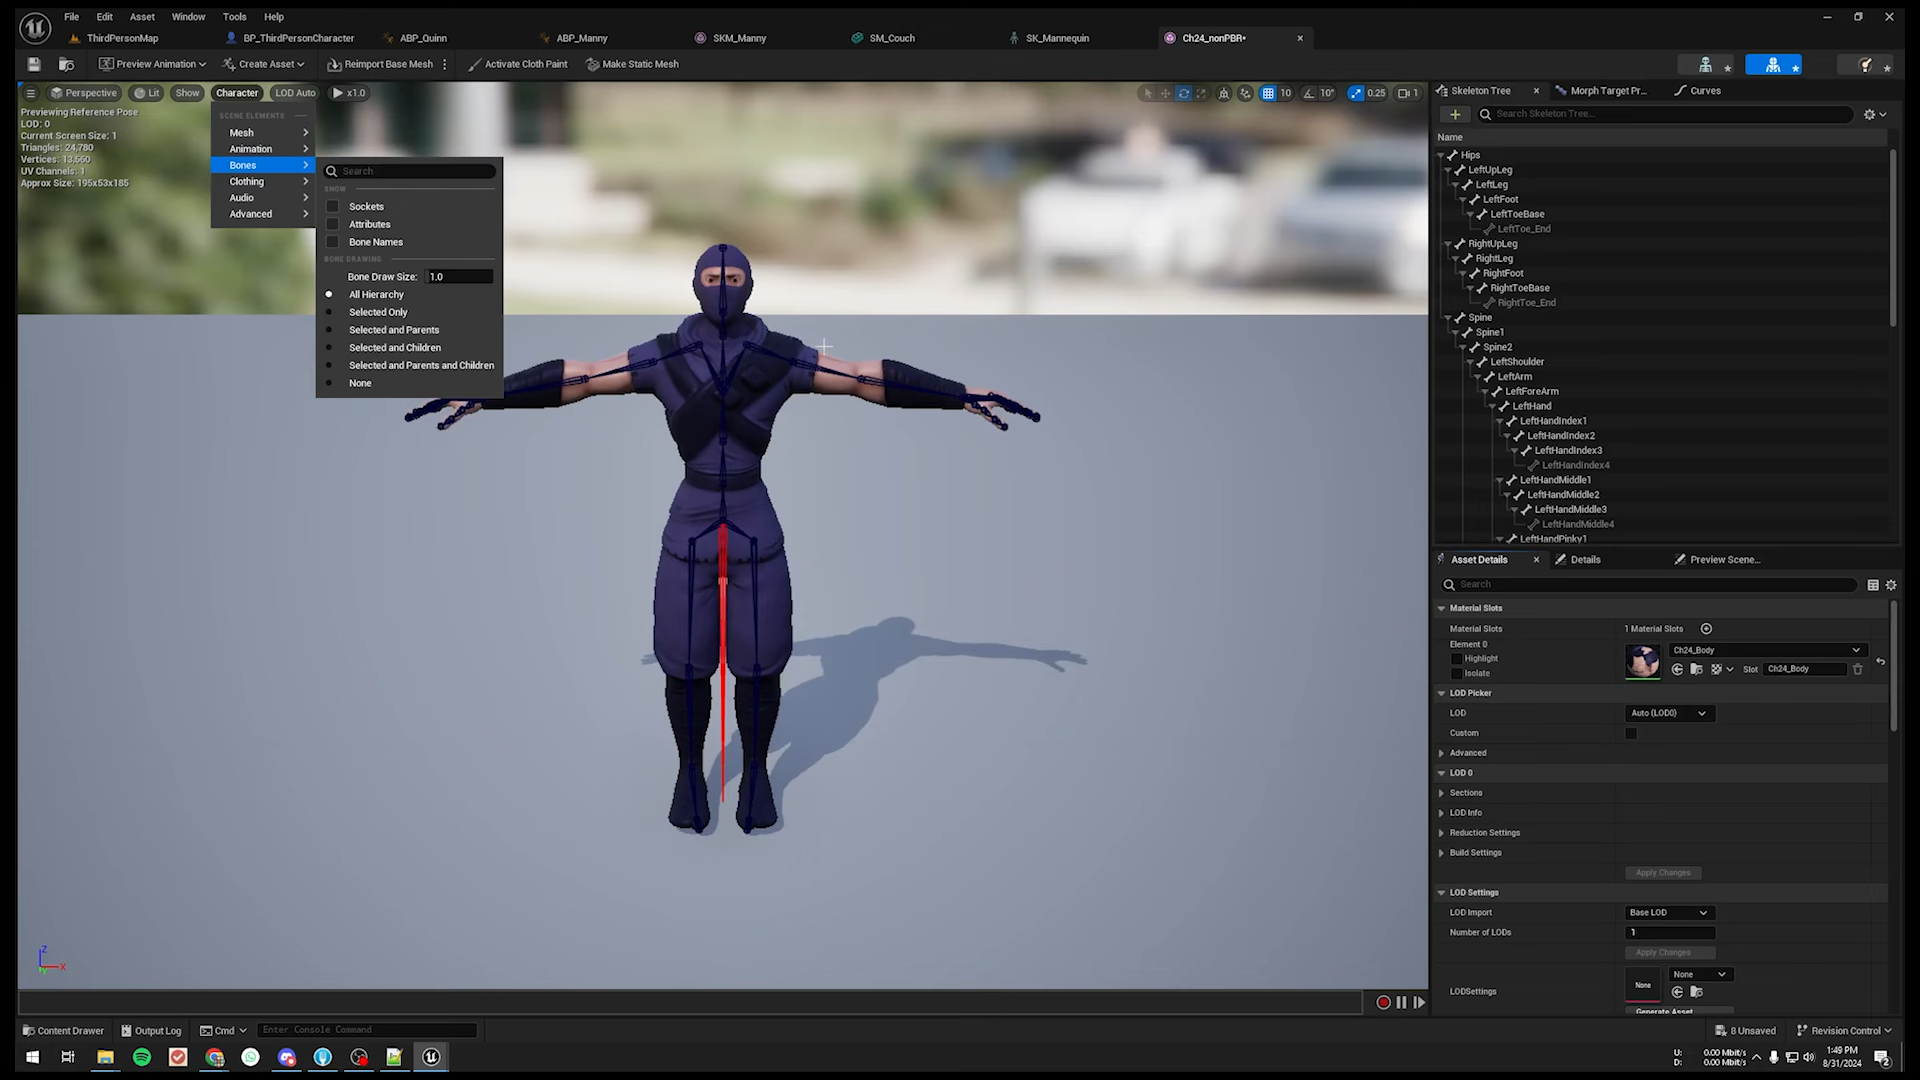 File Edit Asset Window Tools Help
ThirdPersonMap BP_ThirdPersonCharacter ABP_Quinn ABP_Manny SKM_Manny SM_Couch SK_Mannequin Ch24_nonPBR*
Preview Animation Create Asset Reimport Base Mesh Activate Cloth Paint Make Static Mesh
Perspective Lit Show Character LOD Auto x1.0 10 10° 0.25 1
Previewing Reference Pose
LOD: 0
Current Screen Size: 1
Triangles: 24,780
Vertices: 13,560
UV Channels: 1
Approx Size: 195x53x185
SCENE ELEMENTS
Mesh
Animation
Bones
Clothing
Audio
Advanced
Search
SHOW
Sockets
Attributes
Bone Names
BONE DRAWING
Bone Draw Size: 1.0
All Hierarchy
Selected Only
Selected and Parents
Selected and Children
Selected and Parents and Children
None
Z
X
Skeleton Tree Morph Target Pr... Curves
Search Skeleton Tree...
Name
Hips
LeftUpLeg
LeftLeg
LeftFoot
LeftToeBase
LeftToe_End
RightUpLeg
RightLeg
RightFoot
RightToeBase
RightToe_End
Spine
Spine1
Spine2
LeftShoulder
LeftArm
LeftForeArm
LeftHand
LeftHandIndex1
LeftHandIndex2
LeftHandIndex3
LeftHandIndex4
LeftHandMiddle1
LeftHandMiddle2
LeftHandMiddle3
LeftHandMiddle4
LeftHandPinky1
Asset Details Details Preview Scene...
Search
Material Slots
Material Slots 1 Material Slots
Element 0
Highlight
Isolate
Ch24_Body
Slot Ch24_Body
LOD Picker
LOD Auto (LOD0)
Custom
Advanced
LOD 0
Sections
LOD Info
Reduction Settings
Build Settings
Apply Changes
LOD Settings
LOD Import Base LOD
Number of LODs 1
Apply Changes
LODSettings None None
Generate Asset
Content Drawer Output Log Cmd Enter Console Command 8 Unsaved Revision Control
U: 0.00 Mbit/s
D: 0.00 Mbit/s
1:49 PM
8/31/2024
2